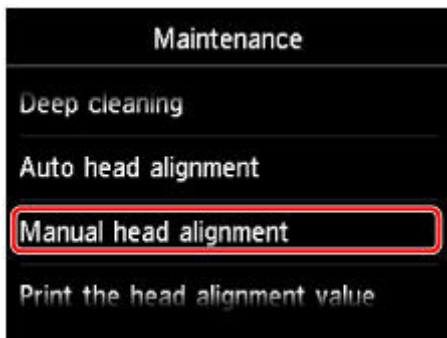 Maintenance
Deep cleaning
Auto head alignment
Manual head alignment
Print the head alignment value